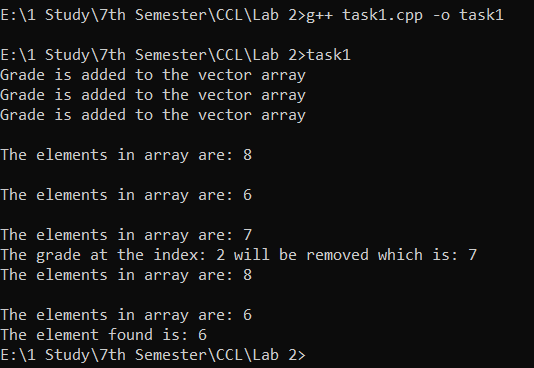 E:\1 Study\7th Semester\CCL\Lab 2>g++ task1.cpp -o task1
E:\1 Study\7th Semester\CCL\Lab 2>task1
Grade is added to the vector array
Grade is added to the vector array
Grade is added to the vector array
The elements in array are: 8
The elements in array are: 6
The elements in array are: 7
The grade at the index: 2 will be removed which is: 7
The elements in array are: 8
The elements in array are: 6
The element found is: 6
E:\1 Study\7th Semester\CCL\Lab 2>